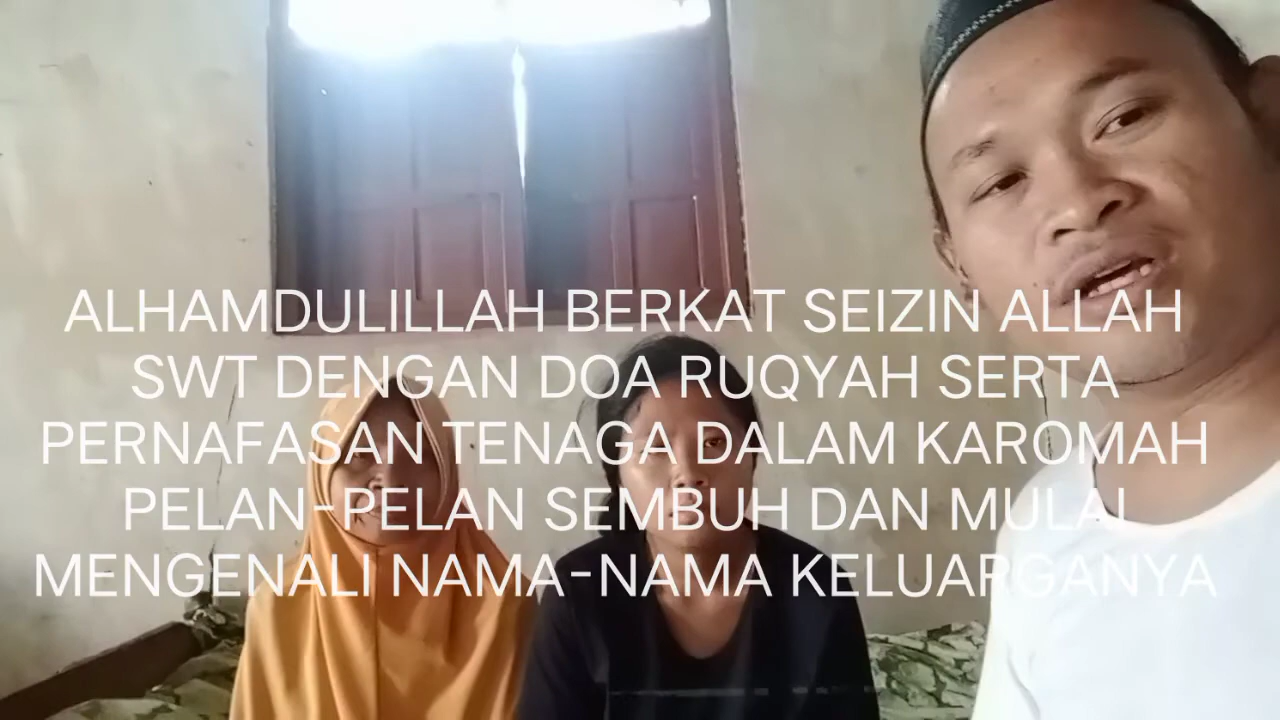 ALHAMDULILLAH BERKAT SEIZIN ALLAH
SWT DENGAN DOA RUQYAH SERTA
PERNAFASAN TENAGA DALAM KAROMAH
PELAN-PELAN SEMBUH DAN MULAI
MENGENALI NAMA-NAMA KELUARGANYA